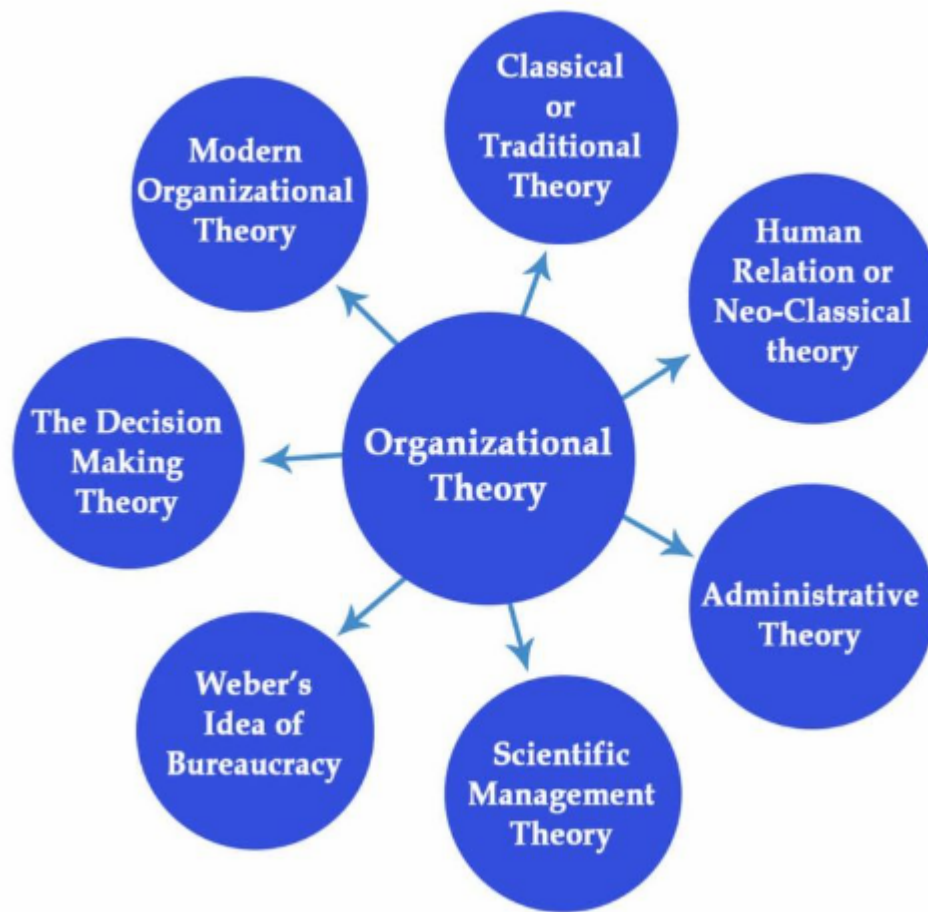 Classical
or
Traditional
Theory
Modern
Organizational
Theory
Human
Relation or
Neo-Classical
theory
The Decision
Making
Theory
Organizational
Theory
Administrative
Theory
Weber's
Idea of
Bureaucracy
Scientific
Management
Theory